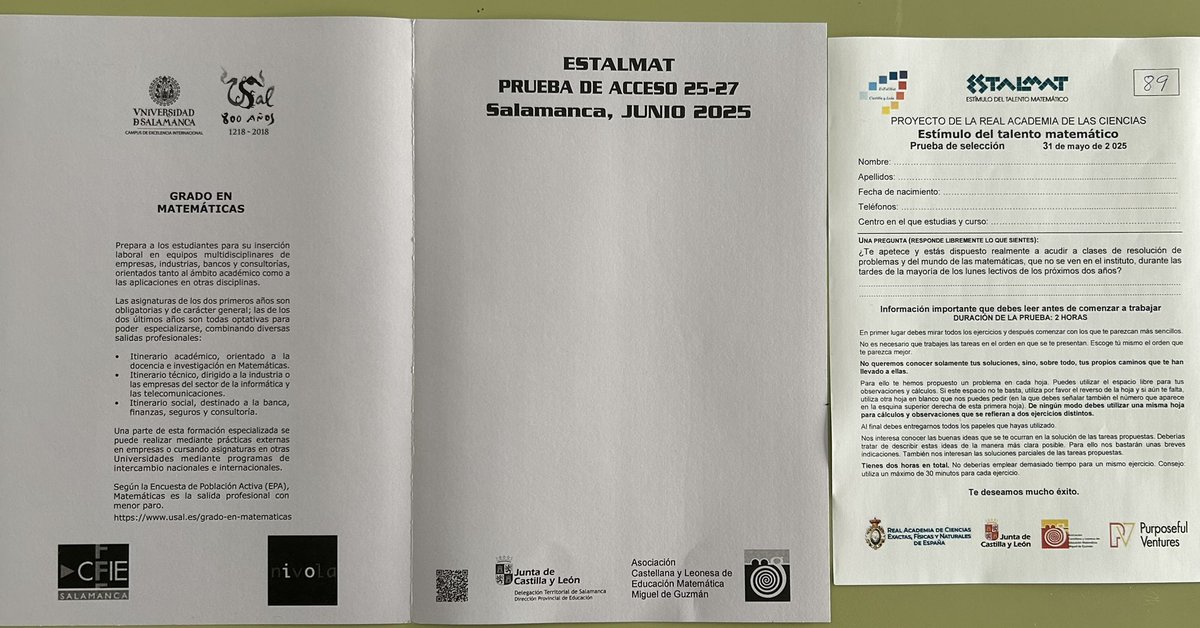 VNiVERSiDAD
D SALAMANCA
CAMPUS DE EXCELENCIA INTERNACIONAL
USal
800 AÑOS
1218 - 2018
GRADO EN
MATEMÁTICAS
Prepara a los estudiantes para su inserción
laboral en equipos multidisciplinares de
empresas, industrias, bancos y consultorías,
orientados tanto al ámbito académico como a
las aplicaciones en otras disciplinas.
Las asignaturas de los dos primeros años son
obligatorias y de carácter general; las de los
dos últimos años son todas optativas para
poder especializarse, combinando diversas
salidas profesionales:
• Itinerario académico, orientado a la
docencia e investigación en Matemáticas.
• Itinerario técnico, dirigido a la industria o
las empresas del sector de la informática y
las telecomunicaciones.
• Itinerario social, destinado a la banca,
finanzas, seguros y consultoría.
Una parte de esta formación especializada se
puede realizar mediante prácticas externas
en empresas o cursando asignaturas en otras
Universidades mediante programas de
intercambio nacionales e internacionales.
Según la Encuesta de Población Activa (EPA),
Matemáticas es la salida profesional con
menor paro.
https://www.usal.es/grado-en-matematicas
CFIE
SALAMANCA
nivola
ESTALMAT
PRUEBA DE ACCESO 25-27
Salamanca, JUNIO 2025
Junta de
Castilla y León
Delegación Territorial de Salamanca
Dirección Provincial de Educación
Asociación
Castellana y Leonesa de
Educación Matemática
Miguel de Guzmán
mg
EstalMat
Castilla y León
ESTALMAT
ESTÍMULO DEL TALENTO MATEMÁTICO
89
PROYECTO DE LA REAL ACADEMIA DE LAS CIENCIAS
Estímulo del talento matemático
Prueba de selección 31 de mayo de 2 025
Nombre:
Apellidos:
Fecha de nacimiento:
Teléfonos:
Centro en el que estudias y curso:
UNA PREGUNTA (RESPONDE LIBREMENTE LO QUE SIENTES):
¿Te apetece y estás dispuesto realmente a acudir a clases de resolución de
problemas y del mundo de las matemáticas, que no se ven en el instituto, durante las
tardes de la mayoría de los lunes lectivos de los próximos dos años?
Información importante que debes leer antes de comenzar a trabajar
DURACIÓN DE LA PRUEBA: 2 HORAS
En primer lugar debes mirar todos los ejercicios y después comenzar con los que te parezcan más sencillos.
No es necesario que trabajes las tareas en el orden en que se te presentan. Escoge tú mismo el orden que
te parezca mejor.
No queremos conocer solamente tus soluciones, sino, sobre todo, tus propios caminos que te han
llevado a ellas.
Para ello te hemos propuesto un problema en cada hoja. Puedes utilizar el espacio libre para tus
observaciones y cálculos. Si este espacio no te basta, utiliza por favor el reverso de la hoja y si aún te falta,
utiliza otra hoja en blanco que nos puedes pedir (en la que debes señalar también el número que aparece
en la esquina superior derecha de esta primera hoja). De ningún modo debes utilizar una misma hoja
para cálculos y observaciones que se refieran a dos ejercicios distintos.
Al final debes entregarnos todos los papeles que hayas utilizado.
Nos interesa conocer las buenas ideas que se te ocurran en la solución de las tareas propuestas. Deberías
tratar de describir estas ideas de la manera más clara posible. Para ello nos bastarán unas breves
indicaciones. También nos interesan las soluciones parciales de las tareas propuestas.
Tienes dos horas en total. No deberías emplear demasiado tiempo para un mismo ejercicio. Consejo:
utiliza un máximo de 30 minutos para cada ejercicio.
Te deseamos mucho éxito.
REAL ACADEMIA DE CIENCIAS
EXACTAS, FÍSICAS Y NATURALES
DE ESPAÑA
Junta de
Castilla y León
Purposeful
Ventures